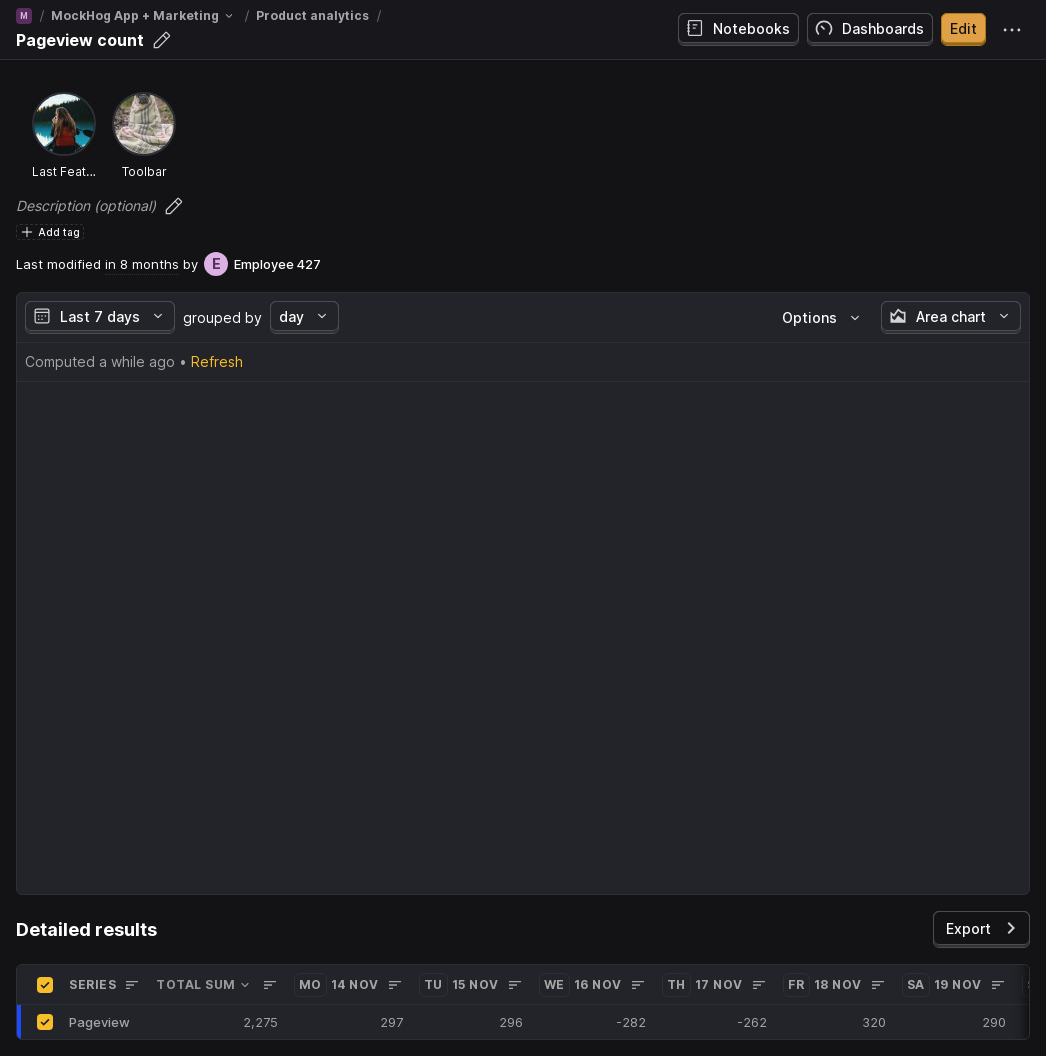 M / MockHog App + Marketing / Product analytics /
Pageview count
Notebooks
Dashboards
Edit
Last Feat...
Toolbar
Description (optional)
Add tag
Last modified in 8 months by E Employee 427
Last 7 days grouped by day Options Area chart
Computed a while ago • Refresh
Detailed results
Export
SERIES TOTAL SUM MO 14 NOV TU 15 NOV WE 16 NOV TH 17 NOV FR 18 NOV SA 19 NOV
Pageview 2,275 297 296 -282 -262 320 290